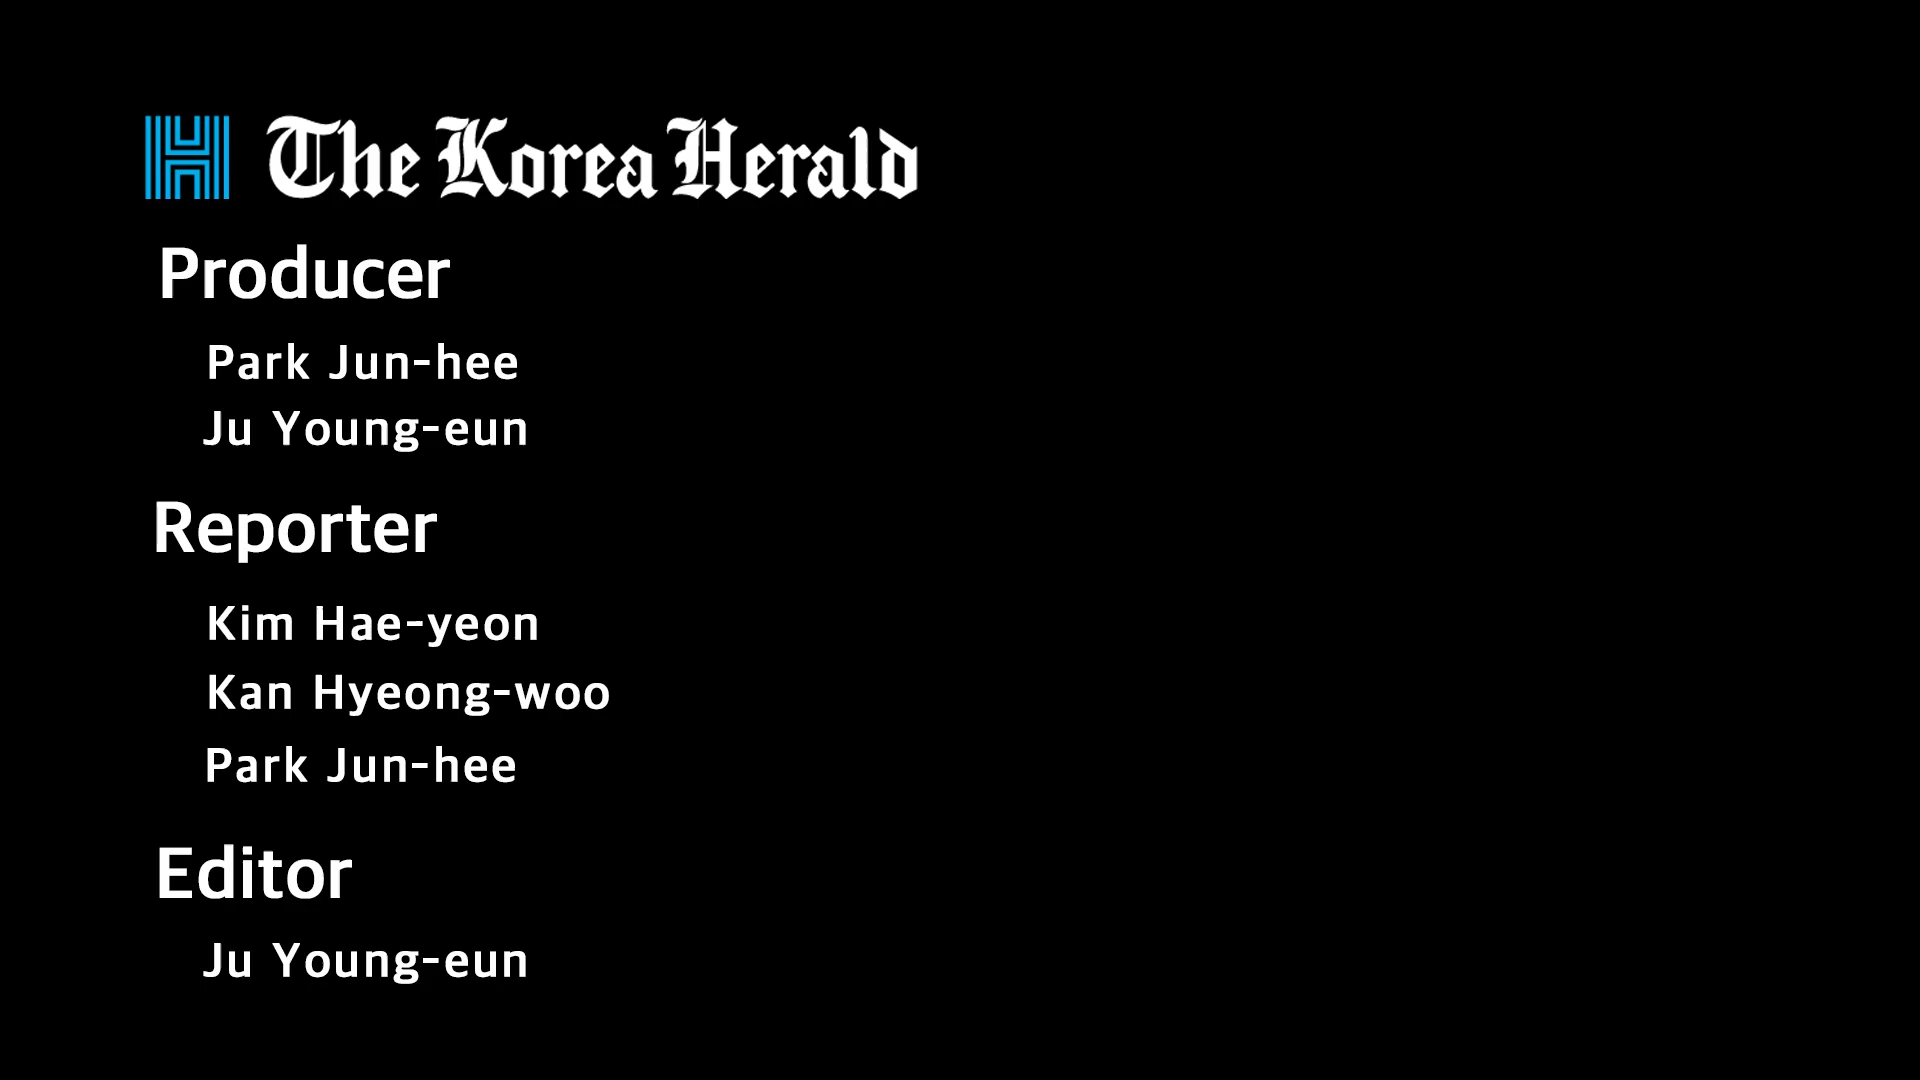 The Korea Herald
Producer
Park Jun-hee
Ju Young-eun
Reporter
Kim Hae-yeon
Kan Hyeong-woo
Park Jun-hee
Editor
Ju Young-eun